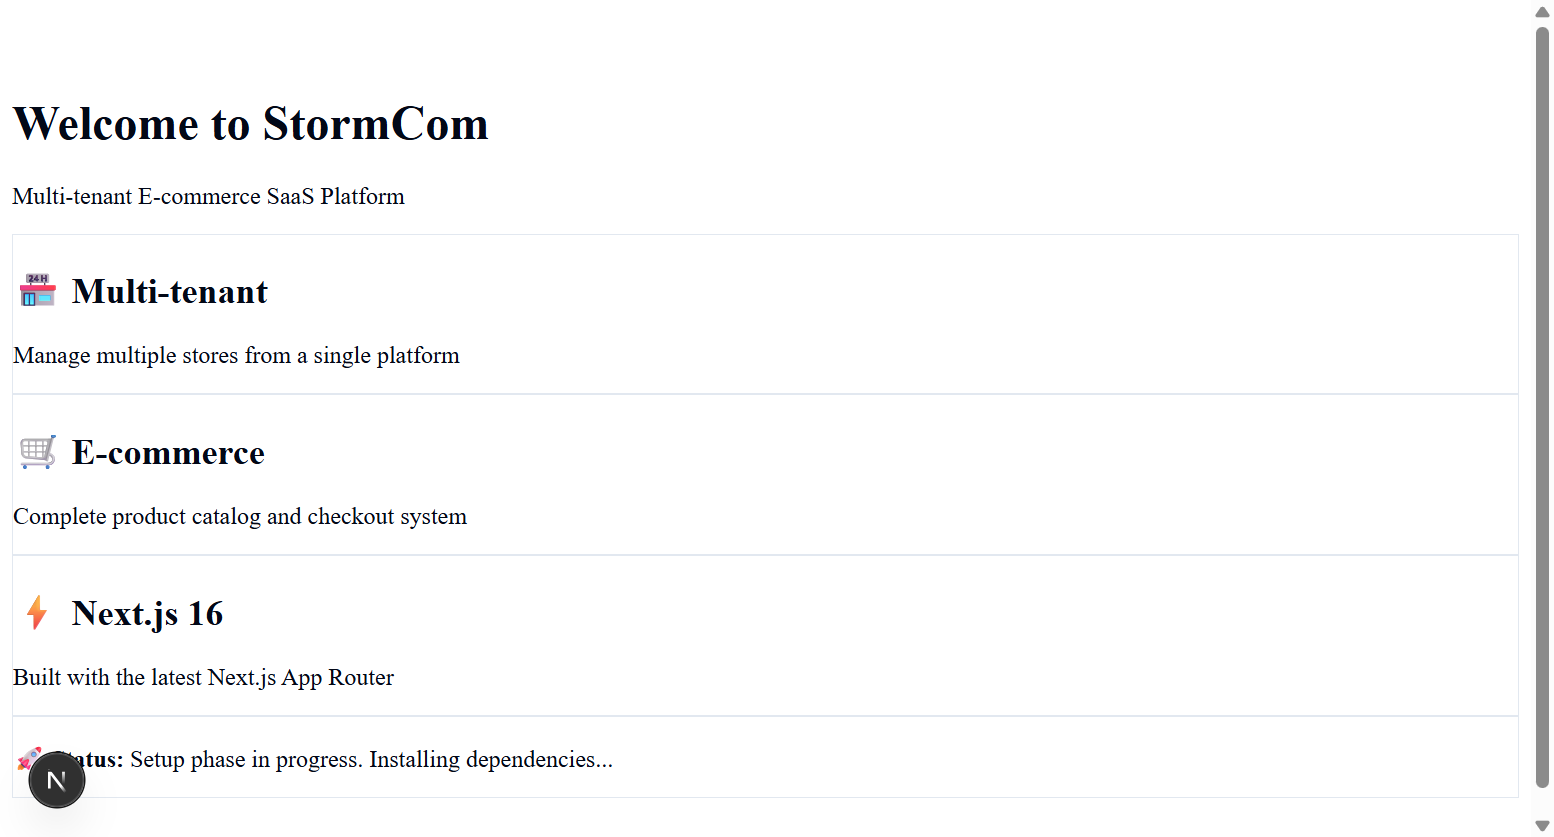 Welcome to StormCom
Multi-tenant E-commerce SaaS Platform
24H
Multi-tenant
Manage multiple stores from a single platform
E-commerce
Complete product catalog and checkout system
Next.js 16
Built with the latest Next.js App Router
atus: Setup phase in progress. Installing dependencies...
N